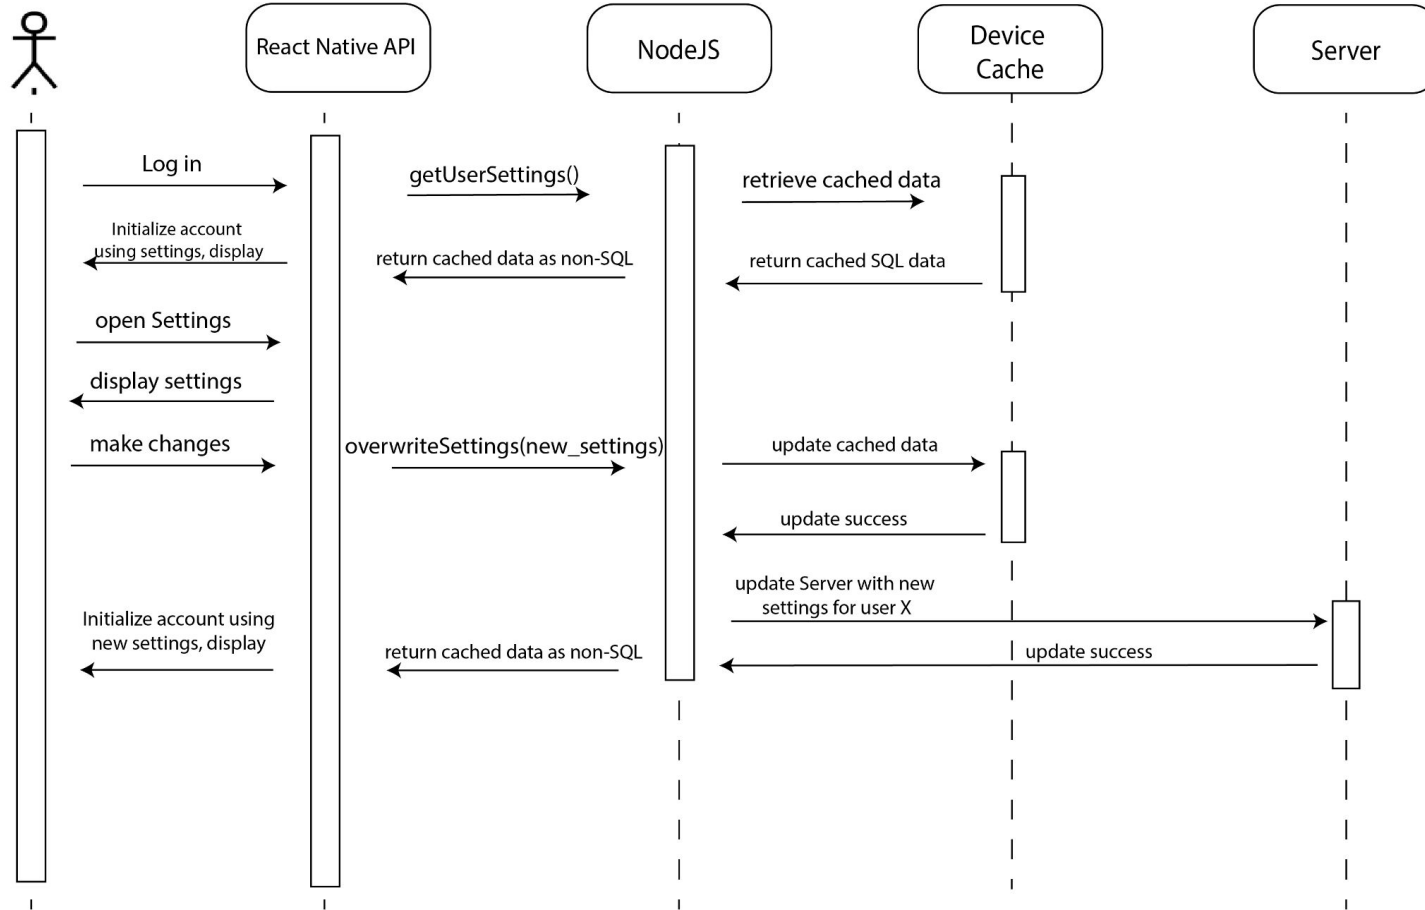 React Native API
NodeJS
Device
Cache
Server
Log in
getUserSettings()
retrieve cached data
Initialize account
using settings, display
return cached data as non-SQL
return cached SQL data
open Settings
display settings
make changes
overwriteSettings(new_settings)
update cached data
update success
update Server with new
settings for user X
Initialize account using
new settings, display
return cached data as non-SQL
update success